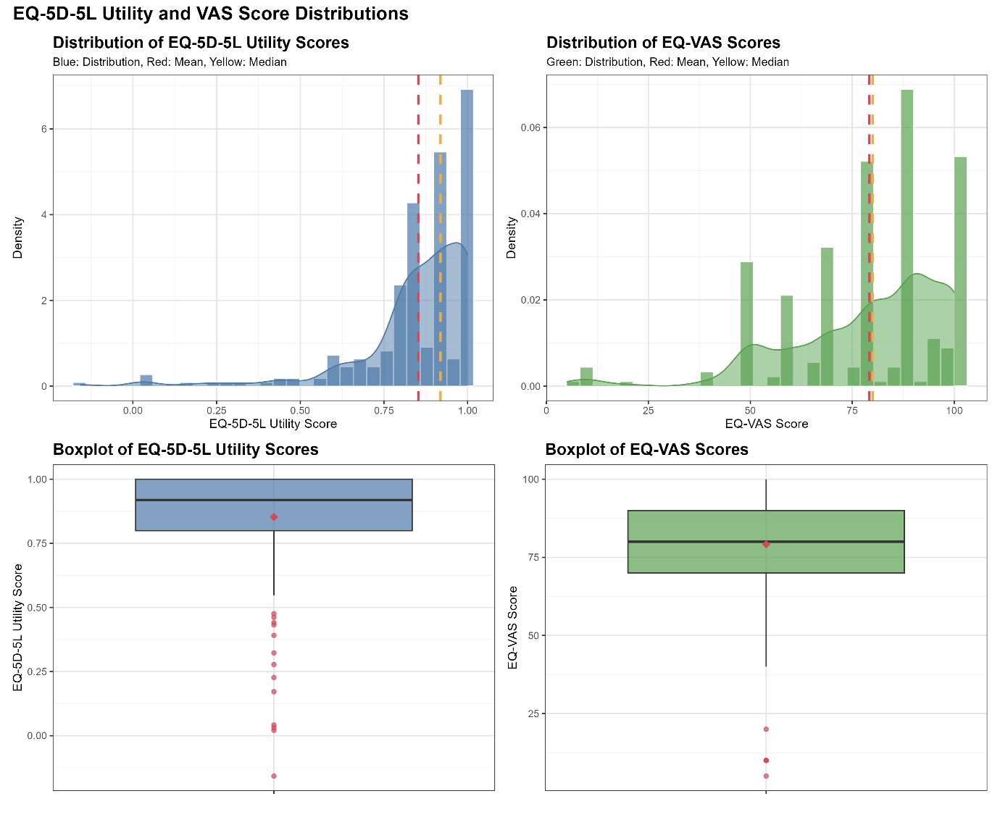 EQ-5D-5L Utility and VAS Score Distributions
Distribution of EQ-5D-5L Utility Scores
Blue: Distribution, Red: Mean, Yellow: Median
6
4
2
0
Density
0.00 0.25 0.50 0.75 1.00
EQ-5D-5L Utility Score
Distribution of EQ-VAS Scores
Green: Distribution, Red: Mean, Yellow: Median
0.06
0.04
0.02
0.00
Density
0 25 50 75 100
EQ-VAS Score
Boxplot of EQ-5D-5L Utility Scores
1.00
0.75
0.50
0.25
0.00
EQ-5D-5L Utility Score
Boxplot of EQ-VAS Scores
100
75
50
25
EQ-VAS Score